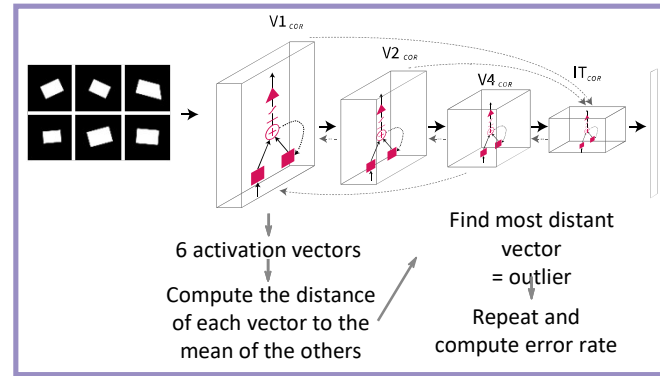 V1 COR
V2 COR
V4 COR
IT COR
6 activation vectors
Compute the distance
of each vector to the
mean of the others
Find most distant
vector
= outlier
Repeat and
compute error rate